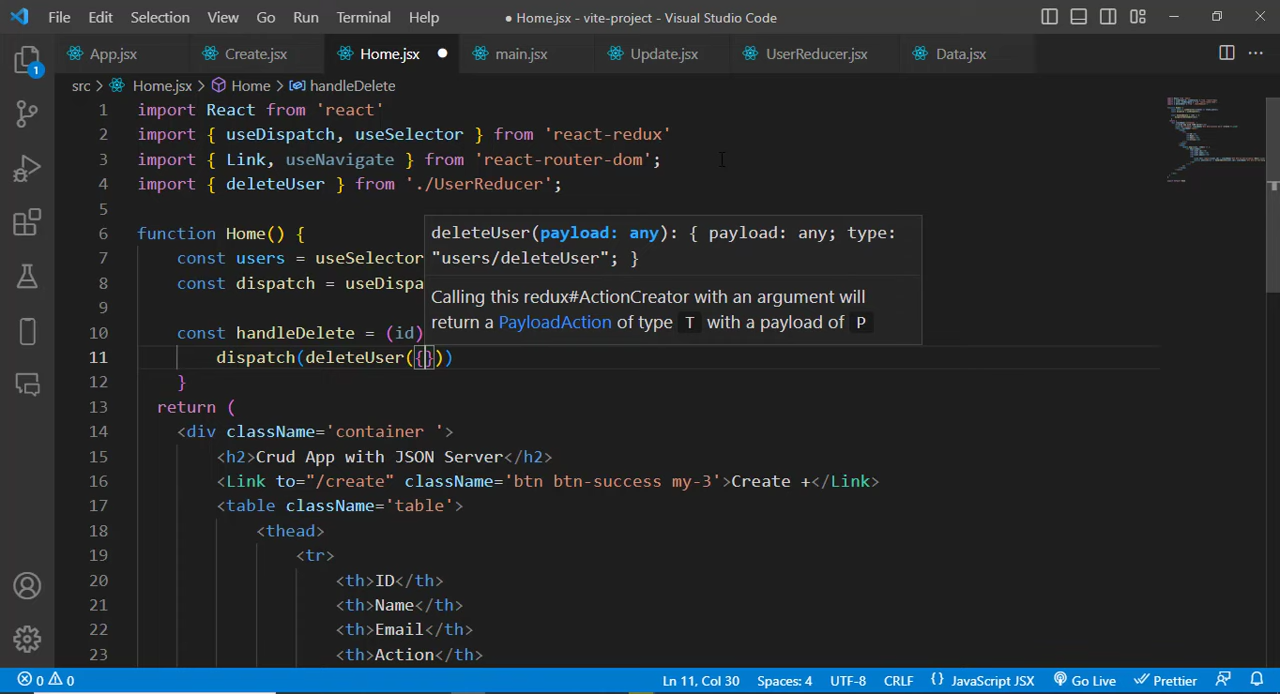 File Edit Selection View Go Run Terminal Help ● Home.jsx - vite-project - Visual Studio Code
App.jsx Create.jsx Home.jsx ● main.jsx Update.jsx UserReducer.jsx Data.jsx
1
src > Home.jsx > Home > handleDelete
1 import React from 'react'
2 import { useDispatch, useSelector } from 'react-redux'
3 import { Link, useNavigate } from 'react-router-dom';
4 import { deleteUser } from './UserReducer';
5
6 function Home() {
deleteUser(payload: any): { payload: any; type:
7 const users = useSelector
"users/deleteUser"; }
8 const dispatch = useDispa
Calling this redux#ActionCreator with an argument will
9
return a PayloadAction of type T with a payload of P
10 const handleDelete = (id)
11 dispatch(deleteUser({}))
12 }
13 return (
14 <div className='container '>
15 <h2>Crud App with JSON Server</h2>
16 <Link to="/create" className='btn btn-success my-3'>Create +</Link>
17 <table className='table'>
18 <thead>
19 <tr>
20 <th>ID</th>
21 <th>Name</th>
22 <th>Email</th>
23 <th>Action</th>
0 0 Ln 11, Col 30 Spaces: 4 UTF-8 CRLF {} JavaScript JSX Go Live Prettier